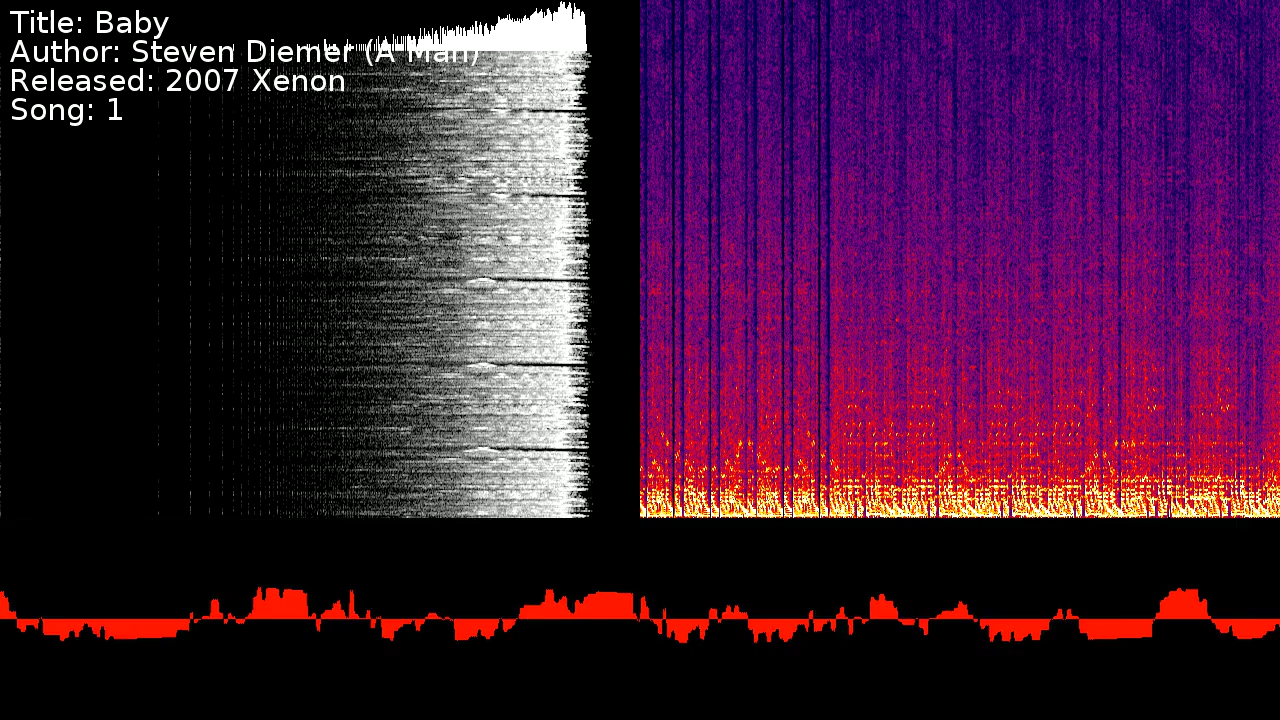 Title: Baby
Author: Steven Diemer (A Man)
Released: 2007 Xenon
Song: 1